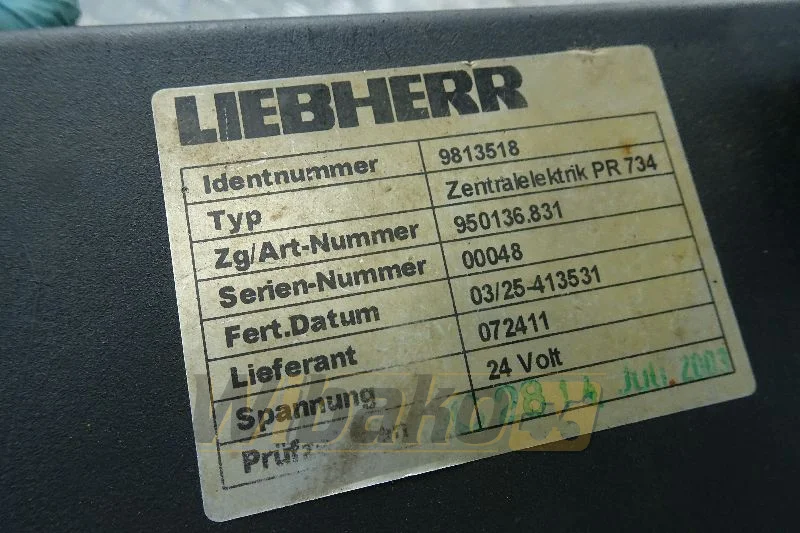 LIEBHERR
Identnummer 9813518
Typ Zentralelektrik PR 734
Zg/Art-Nummer 950136.831
Serien-Nummer 00048
Fert.Datum 03/25-413531
Lieferant 072411
Spannung 24 Volt
Juli 2003
Wibako